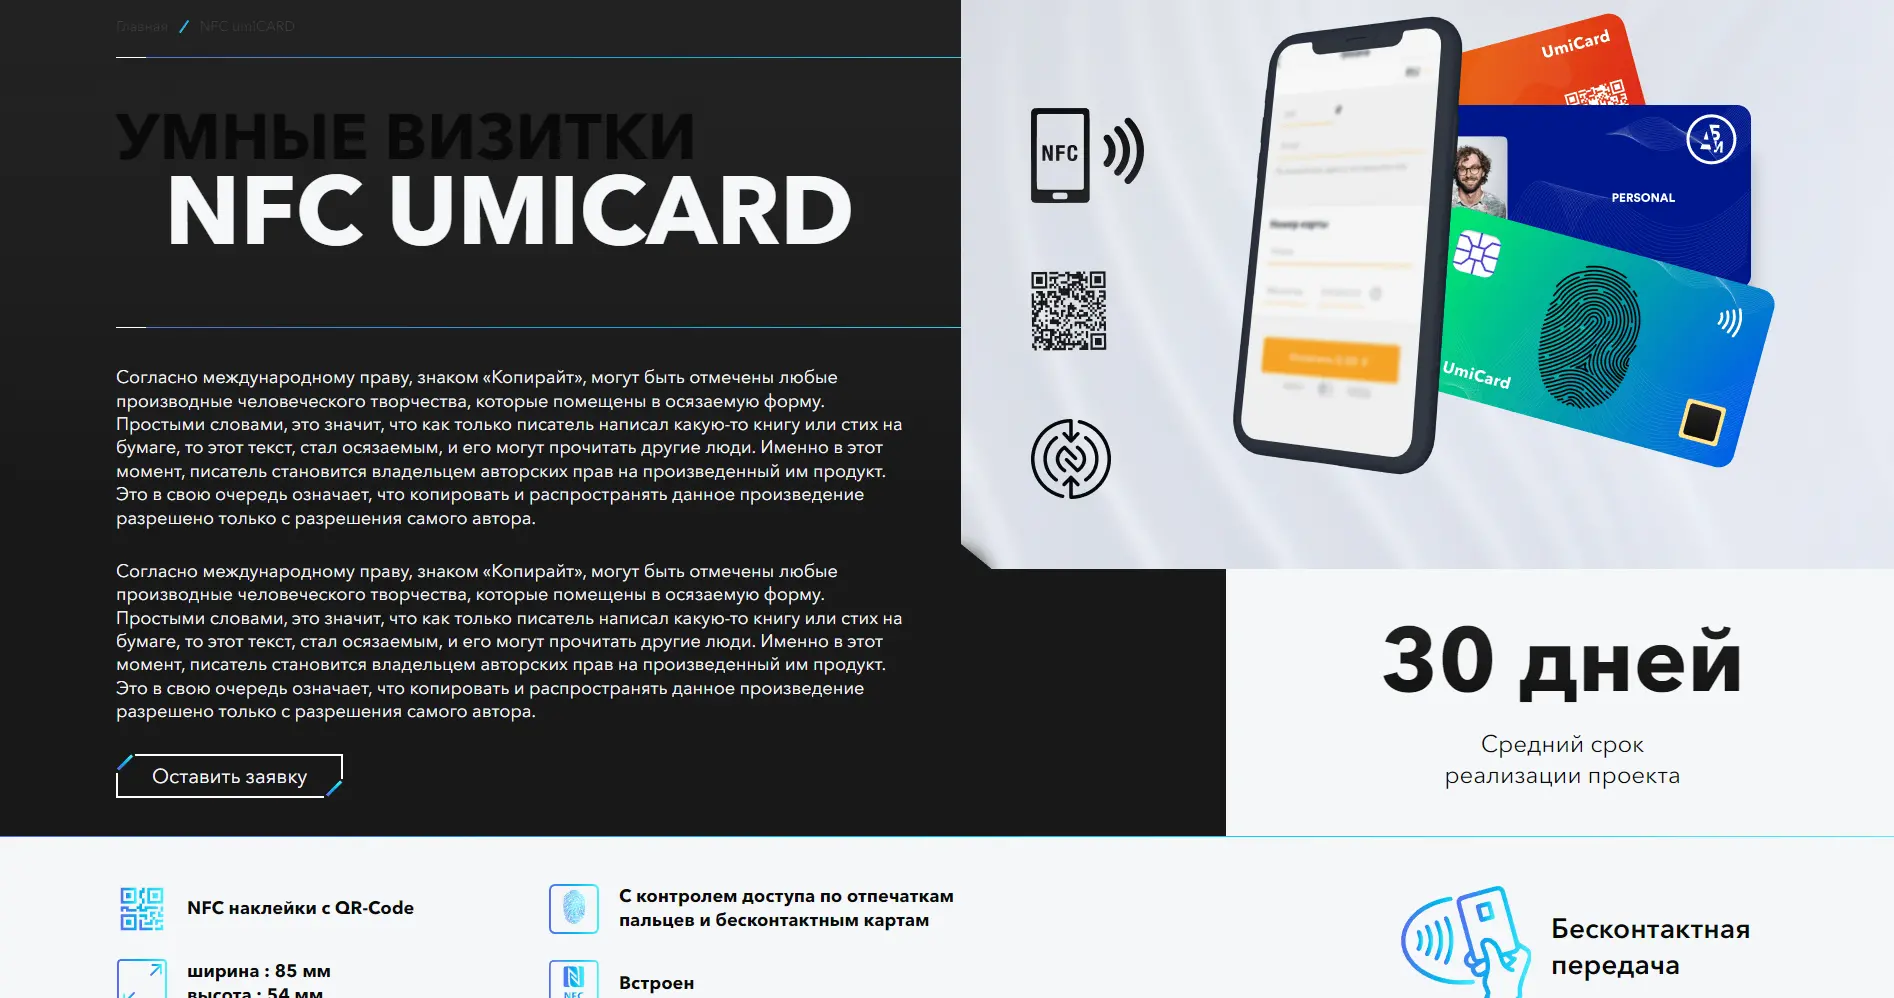 Главная / NFC umiCARD
УМНЫЕ ВИЗИТКИ
NFC UMICARD
Согласно международному праву, знаком «Копирайт», могут быть отмечены любые
производные человеческого творчества, которые помещены в осязаемую форму.
Простыми словами, это значит, что как только писатель написал какую-то книгу или стих на
бумаге, то этот текст, стал осязаемым, и его могут прочитать другие люди. Именно в этот
момент, писатель становится владельцем авторских прав на произведенный им продукт.
Это в свою очередь означает, что копировать и распространять данное произведение
разрешено только с разрешения самого автора.
Согласно международному праву, знаком «Копирайт», могут быть отмечены любые
производные человеческого творчества, которые помещены в осязаемую форму.
Простыми словами, это значит, что как только писатель написал какую-то книгу или стих на
бумаге, то этот текст, стал осязаемым, и его могут прочитать другие люди. Именно в этот
момент, писатель становится владельцем авторских прав на произведенный им продукт.
Это в свою очередь означает, что копировать и распространять данное произведение
разрешено только с разрешения самого автора.
Оставить заявку
NFC
UmiCard
PERSONAL
UmiCard
30 дней
Средний срок
реализации проекта
NFC наклейки с QR-Code
С контролем доступа по отпечаткам
пальцев и бесконтактным картам
ширина : 85 мм
высота : 54 мм
NFC
Встроен
Бесконтактная
передача